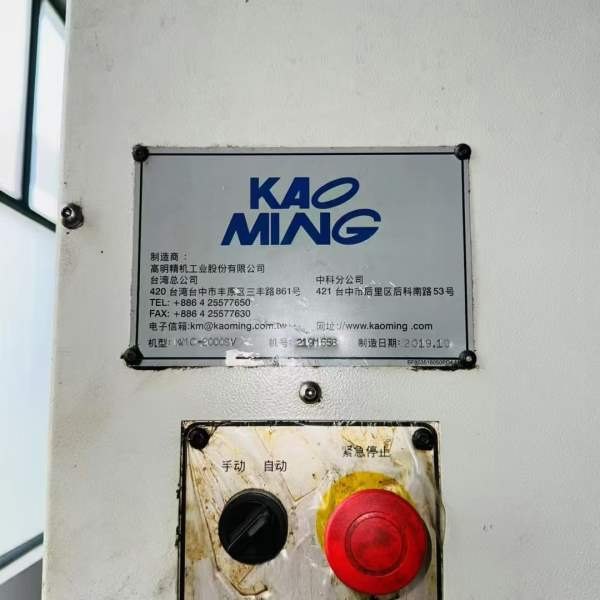 KAO
MING
制造商：
高明精机工业股份有限公司
台湾总公司 中科分公司
420 台湾台中市丰原区三丰路861号 421 台中市后里区后科南路53号
TEL: +886 4 25577650
FAX: +886 4 25577630
电子信箱:km@kaoming.com.tw 网址://www.kaoming .com
机型: KMC-2000SV 机号: 219M658 制造日期: 2019.10
手动 自动
紧急停止